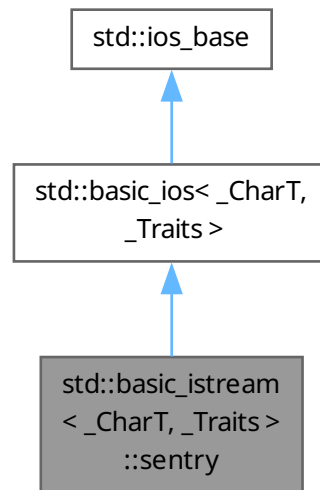 std::ios_base
std::basic_ios< _CharT,
_Traits >
std::basic_istream
< _CharT, _Traits >
::sentry